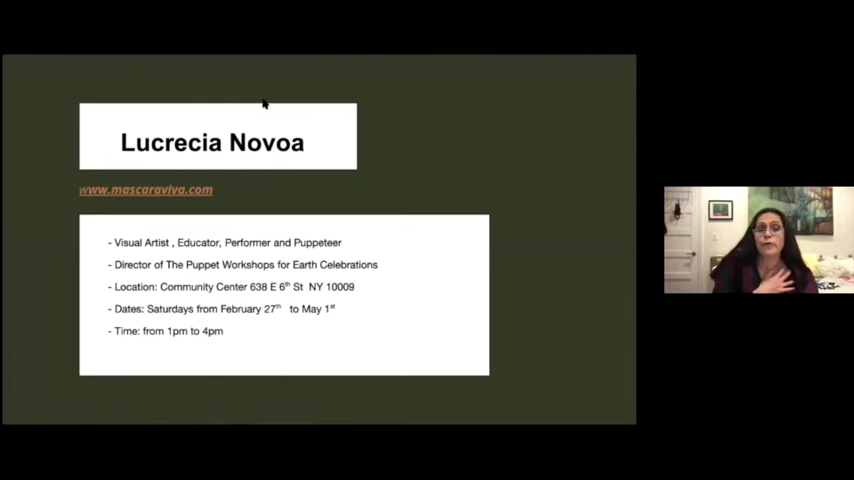 Lucrecia Novoa
www.mascaraviva.com
- Visual Artist , Educator, Performer and Puppeteer
- Director of The Puppet Workshops for Earth Celebrations
- Location: Community Center 638 E 6th St NY 10009
- Dates: Saturdays from February 27th to May 1st
- Time: from 1pm to 4pm